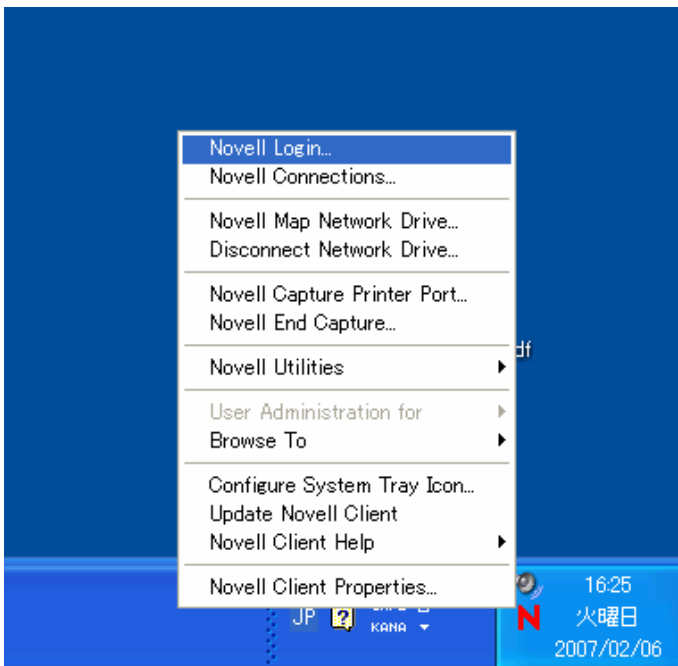 Novell Login...
Novell Connections...
Novell Map Network Drive...
Disconnect Network Drive...
Novell Capture Printer Port...
Novell End Capture...
df
Novell Utilities
User Administration for
Browse To
Configure System Tray Icon...
Update Novell Client
Novell Client Help
Novell Client Properties...
16:25
JP
KANA
N
火曜日
2007/02/06